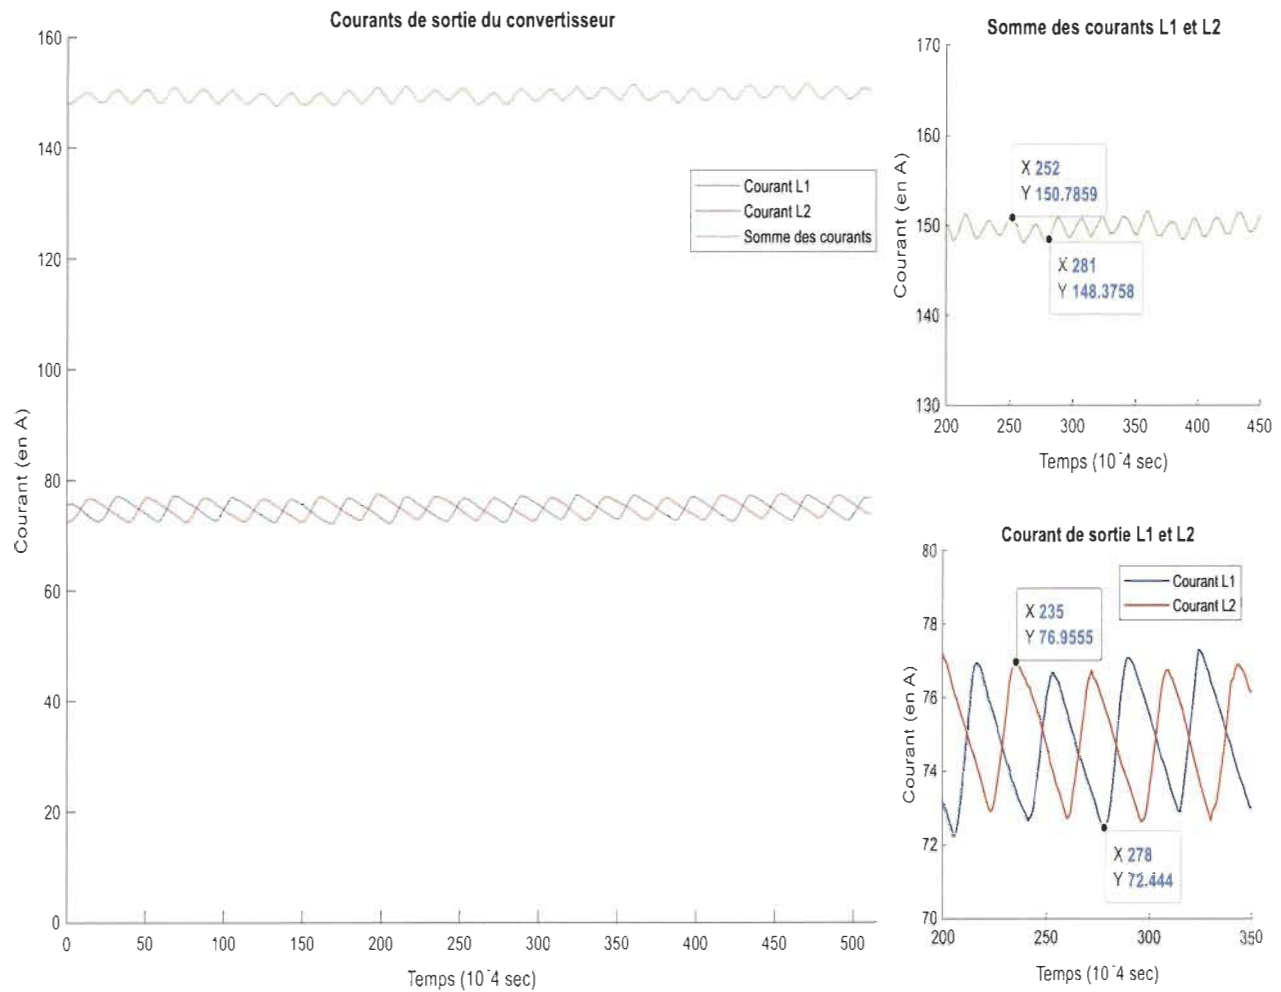 Courants de sortie du convertisseur
160
140
120
100
80
60
40
20
0
Courant (en A)
0 50 100 150 200 250 300 350 400 450 500
Temps (10^-4 sec)
Courant L1
Courant L2
Somme des courants
Somme des courants L1 et L2
170
160
150
140
130
Courant (en A)
X 252
Y 150.7859
X 281
Y 148.3758
200 250 300 350 400 450
Temps (10^-4 sec)
Courant de sortie L1 et L2
80
78
76
74
72
70
Courant (en A)
Courant L1
Courant L2
X 235
Y 76.9555
X 278
Y 72.444
200 250 300 350
Temps (10^-4 sec)